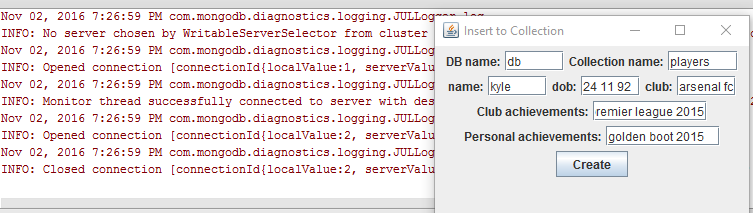 Nov 02, 2016 7:26:59 PM com.mongodb.diagnostics.logging.JULLogger log
INFO: No server chosen by WritableServerSelector from cluster
Nov 02, 2016 7:26:59 PM com.mongodb.diagnostics.logging.JULLog
INFO: Opened connection [connectionId{localValue:1, serverValu
Nov 02, 2016 7:26:59 PM com.mongodb.diagnostics.logging.JULLog
INFO: Monitor thread successfully connected to server with des
Nov 02, 2016 7:26:59 PM com.mongodb.diagnostics.logging.JULLog
INFO: Opened connection [connectionId{localValue:2, serverValu
Nov 02, 2016 7:26:59 PM com.mongodb.diagnostics.logging.JULLog
INFO: Closed connection [connectionId{localValue:2, serverValu
Insert to Collection
DB name: db Collection name: players
name: kyle dob: 24 11 92 club: arsenal fc
Club achievements: remier league 2015
Personal achievements: golden boot 2015
Create